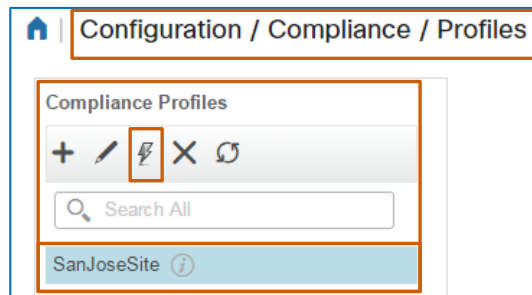 Configuration / Compliance / Profiles
Compliance Profiles
Search All
SanJoseSite